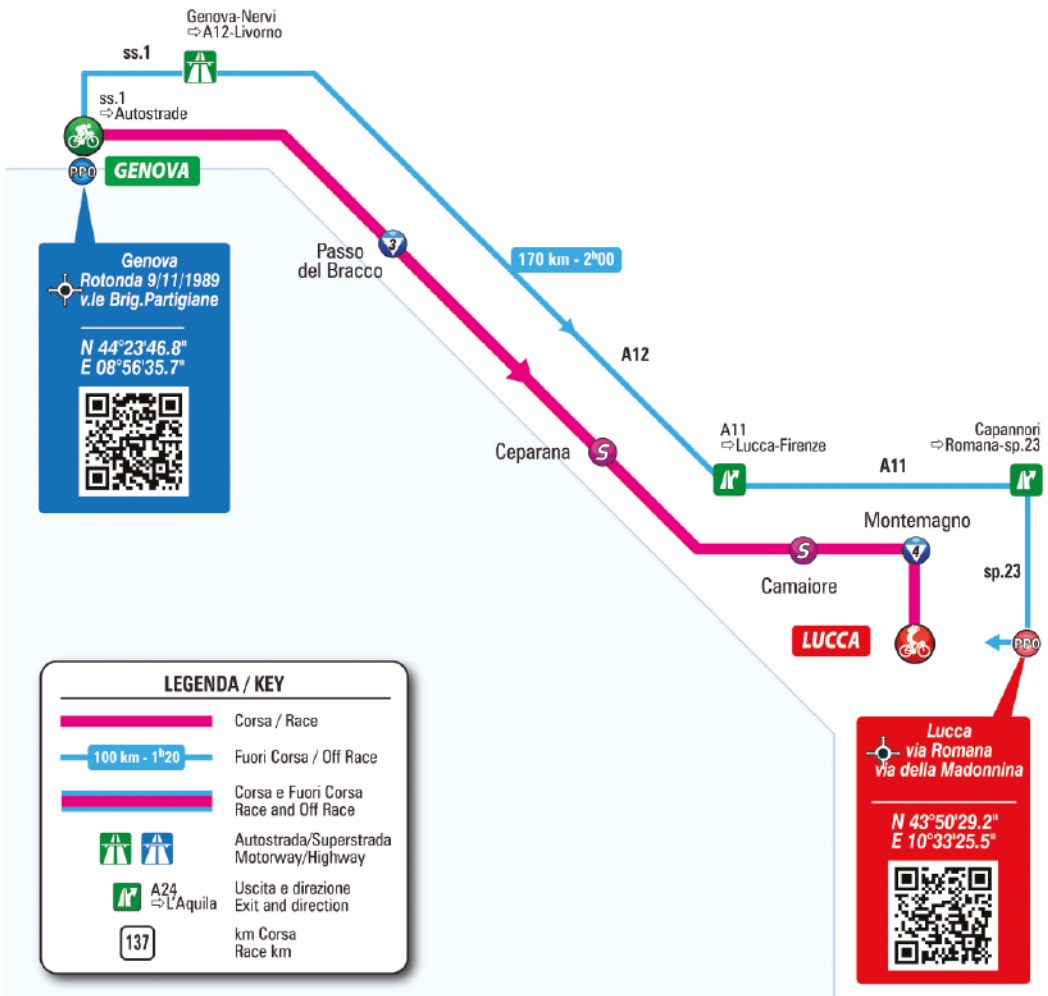 Genova-Nervi
⇨A12-Livorno
ss.1
ss.1
⇨Autostrade
PPO
GENOVA
Genova
Rotonda 9/11/1989
v.le Brig.Partigiane
N 44°23'46.8"
E 08°56'35.7"
3
Passo
del Bracco
170 km - 2h00
A12
Ceparana
S
A11
⇨Lucca-Firenze
A11
Capannori
⇨Romana-sp.23
Montemagno
4
S
Camaiore
sp.23
LUCCA
PPO
Lucca
via Romana
via della Madonnina
N 43°50'29.2"
E 10°33'25.5"
LEGENDA / KEY
Corsa / Race
100 km - 1h20
Fuori Corsa / Off Race
Corsa e Fuori Corsa
Race and Off Race
Autostrada/Superstrada
Motorway/Highway
A24
⇨L'Aquila
Uscita e direzione
Exit and direction
137
km Corsa
Race km